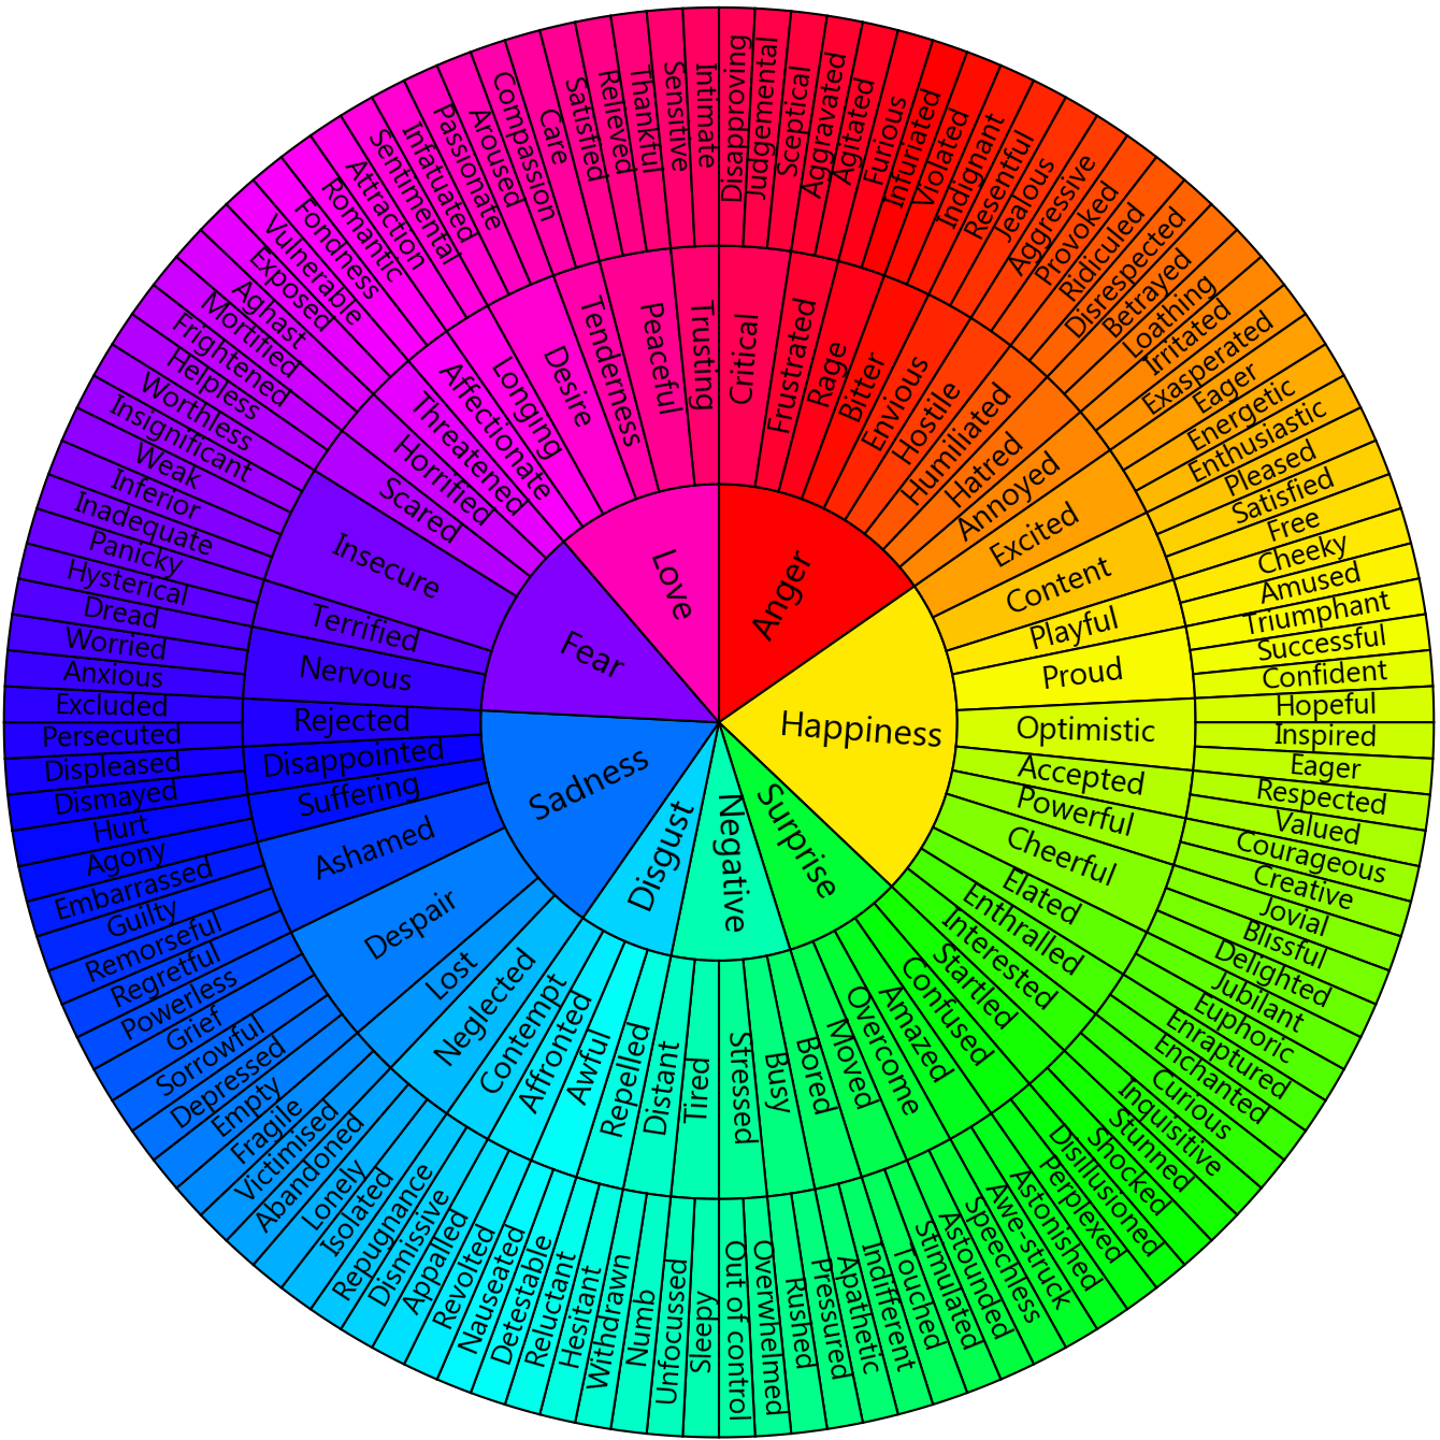 Anger
Happiness
Surprise
Negative
Disgust
Sadness
Fear
Love
Critical
Frustrated
Rage
Bitter
Envious
Hostile
Humiliated
Hatred
Annoyed
Excited
Content
Playful
Proud
Optimistic
Accepted
Powerful
Cheerful
Elated
Enthralled
Interested
Startled
Confused
Amazed
Overcome
Moved
Bored
Busy
Stressed
Tired
Distant
Repelled
Awful
Affronted
Contempt
Neglected
Lost
Despair
Ashamed
Suffering
Disappointed
Rejected
Nervous
Terrified
Insecure
Scared
Horrified
Threatened
Affectionate
Longing
Desire
Tenderness
Peaceful
Trusting
Disapproving
Judgemental
Sceptical
Aggravated
Agitated
Furious
Infuriated
Violated
Indignant
Resentful
Jealous
Aggressive
Provoked
Ridiculed
Disrespected
Betrayed
Loathing
Irritated
Exasperated
Eager
Energetic
Enthusiastic
Pleased
Satisfied
Free
Cheeky
Amused
Triumphant
Successful
Confident
Hopeful
Inspired
Eager
Respected
Valued
Courageous
Creative
Jovial
Blissful
Delighted
Jubilant
Euphoric
Enraptured
Enchanted
Curious
Inquisitive
Stunned
Shocked
Disillusioned
Perplexed
Astonished
Awe-struck
Speechless
Astounded
Stimulated
Touched
Indifferent
Apathetic
Pressured
Rushed
Overwhelmed
Out of control
Sleepy
Unfocussed
Numb
Withdrawn
Hesitant
Reluctant
Detestable
Nauseated
Revolted
Appalled
Dismissive
Repugnance
Isolated
Lonely
Abandoned
Victimised
Fragile
Empty
Depressed
Sorrowful
Grief
Powerless
Regretful
Remorseful
Guilty
Embarrassed
Agony
Hurt
Dismayed
Displeased
Persecuted
Excluded
Anxious
Worried
Dread
Hysterical
Panicky
Inadequate
Inferior
Weak
Insignificant
Worthless
Helpless
Frightened
Mortified
Aghast
Exposed
Vulnerable
Fondness
Romantic
Attraction
Sentimental
Infatuated
Passionate
Aroused
Compassion
Care
Satisfied
Relieved
Thankful
Sensitive
Intimate